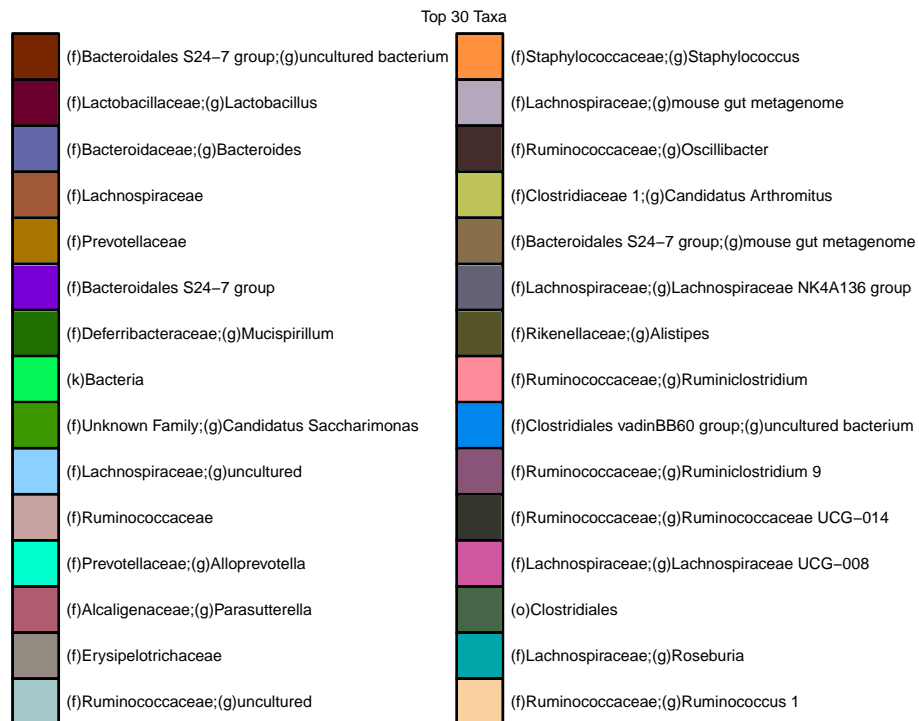 Top 30 Taxa
(f)Bacteroidales S24−7 group;(g)uncultured bacterium
(f)Lactobacillaceae;(g)Lactobacillus
(f)Bacteroidaceae;(g)Bacteroides
(f)Lachnospiraceae
(f)Prevotellaceae
(f)Bacteroidales S24−7 group
(f)Deferribacteraceae;(g)Mucispirillum
(k)Bacteria
(f)Unknown Family;(g)Candidatus Saccharimonas
(f)Lachnospiraceae;(g)uncultured
(f)Ruminococcaceae
(f)Prevotellaceae;(g)Alloprevotella
(f)Alcaligenaceae;(g)Parasutterella
(f)Erysipelotrichaceae
(f)Ruminococcaceae;(g)uncultured
(f)Staphylococcaceae;(g)Staphylococcus
(f)Lachnospiraceae;(g)mouse gut metagenome
(f)Ruminococcaceae;(g)Oscillibacter
(f)Clostridiaceae 1;(g)Candidatus Arthromitus
(f)Bacteroidales S24−7 group;(g)mouse gut metagenome
(f)Lachnospiraceae;(g)Lachnospiraceae NK4A136 group
(f)Rikenellaceae;(g)Alistipes
(f)Ruminococcaceae;(g)Ruminiclostridium
(f)Clostridiales vadinBB60 group;(g)uncultured bacterium
(f)Ruminococcaceae;(g)Ruminiclostridium 9
(f)Ruminococcaceae;(g)Ruminococcaceae UCG−014
(f)Lachnospiraceae;(g)Lachnospiraceae UCG−008
(o)Clostridiales
(f)Lachnospiraceae;(g)Roseburia
(f)Ruminococcaceae;(g)Ruminococcus 1